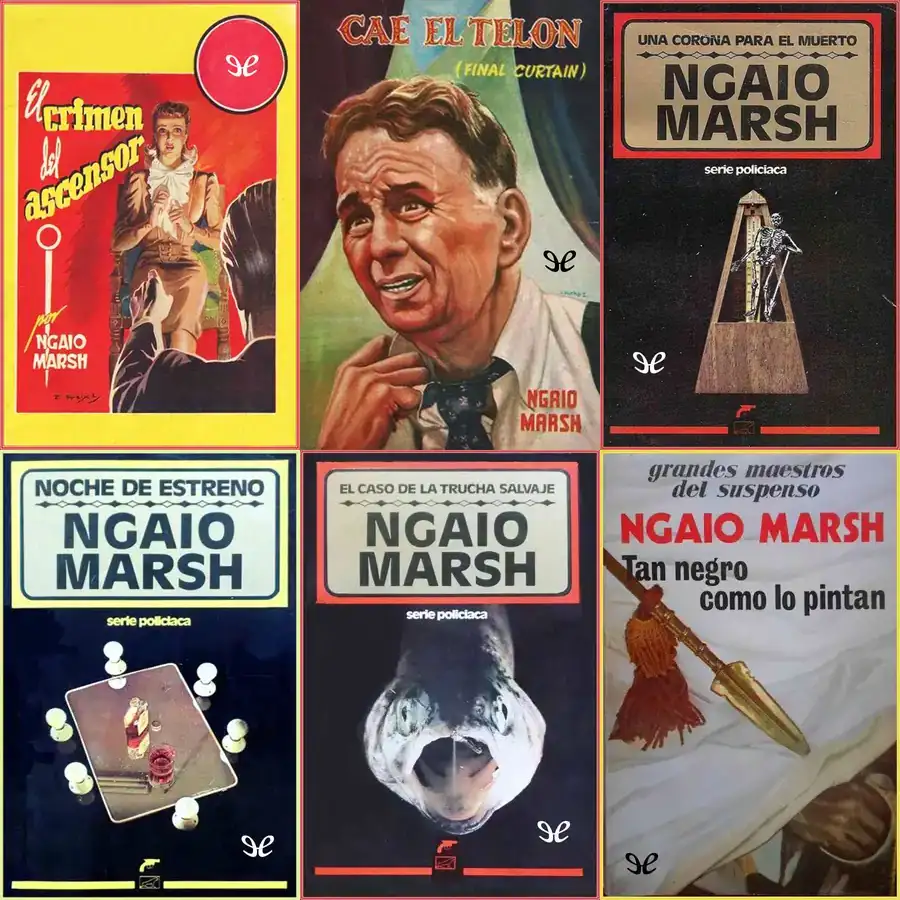 El
crimen
del
ascensor
por
NGAIO
MARSH
CAE EL TELON
(FINAL CURTAIN)
NGAIO
MARSH
UNA CORONA PARA EL MUERTO
NGAIO
MARSH
serie policiaca
NOCHE DE ESTRENO
NGAIO
MARSH
serie policiaca
EL CASO DE LA TRUCHA SALVAJE
NGAIO
MARSH
serie policiaca
grandes maestros
del suspenso
NGAIO MARSH
Tan negro
como lo pintan